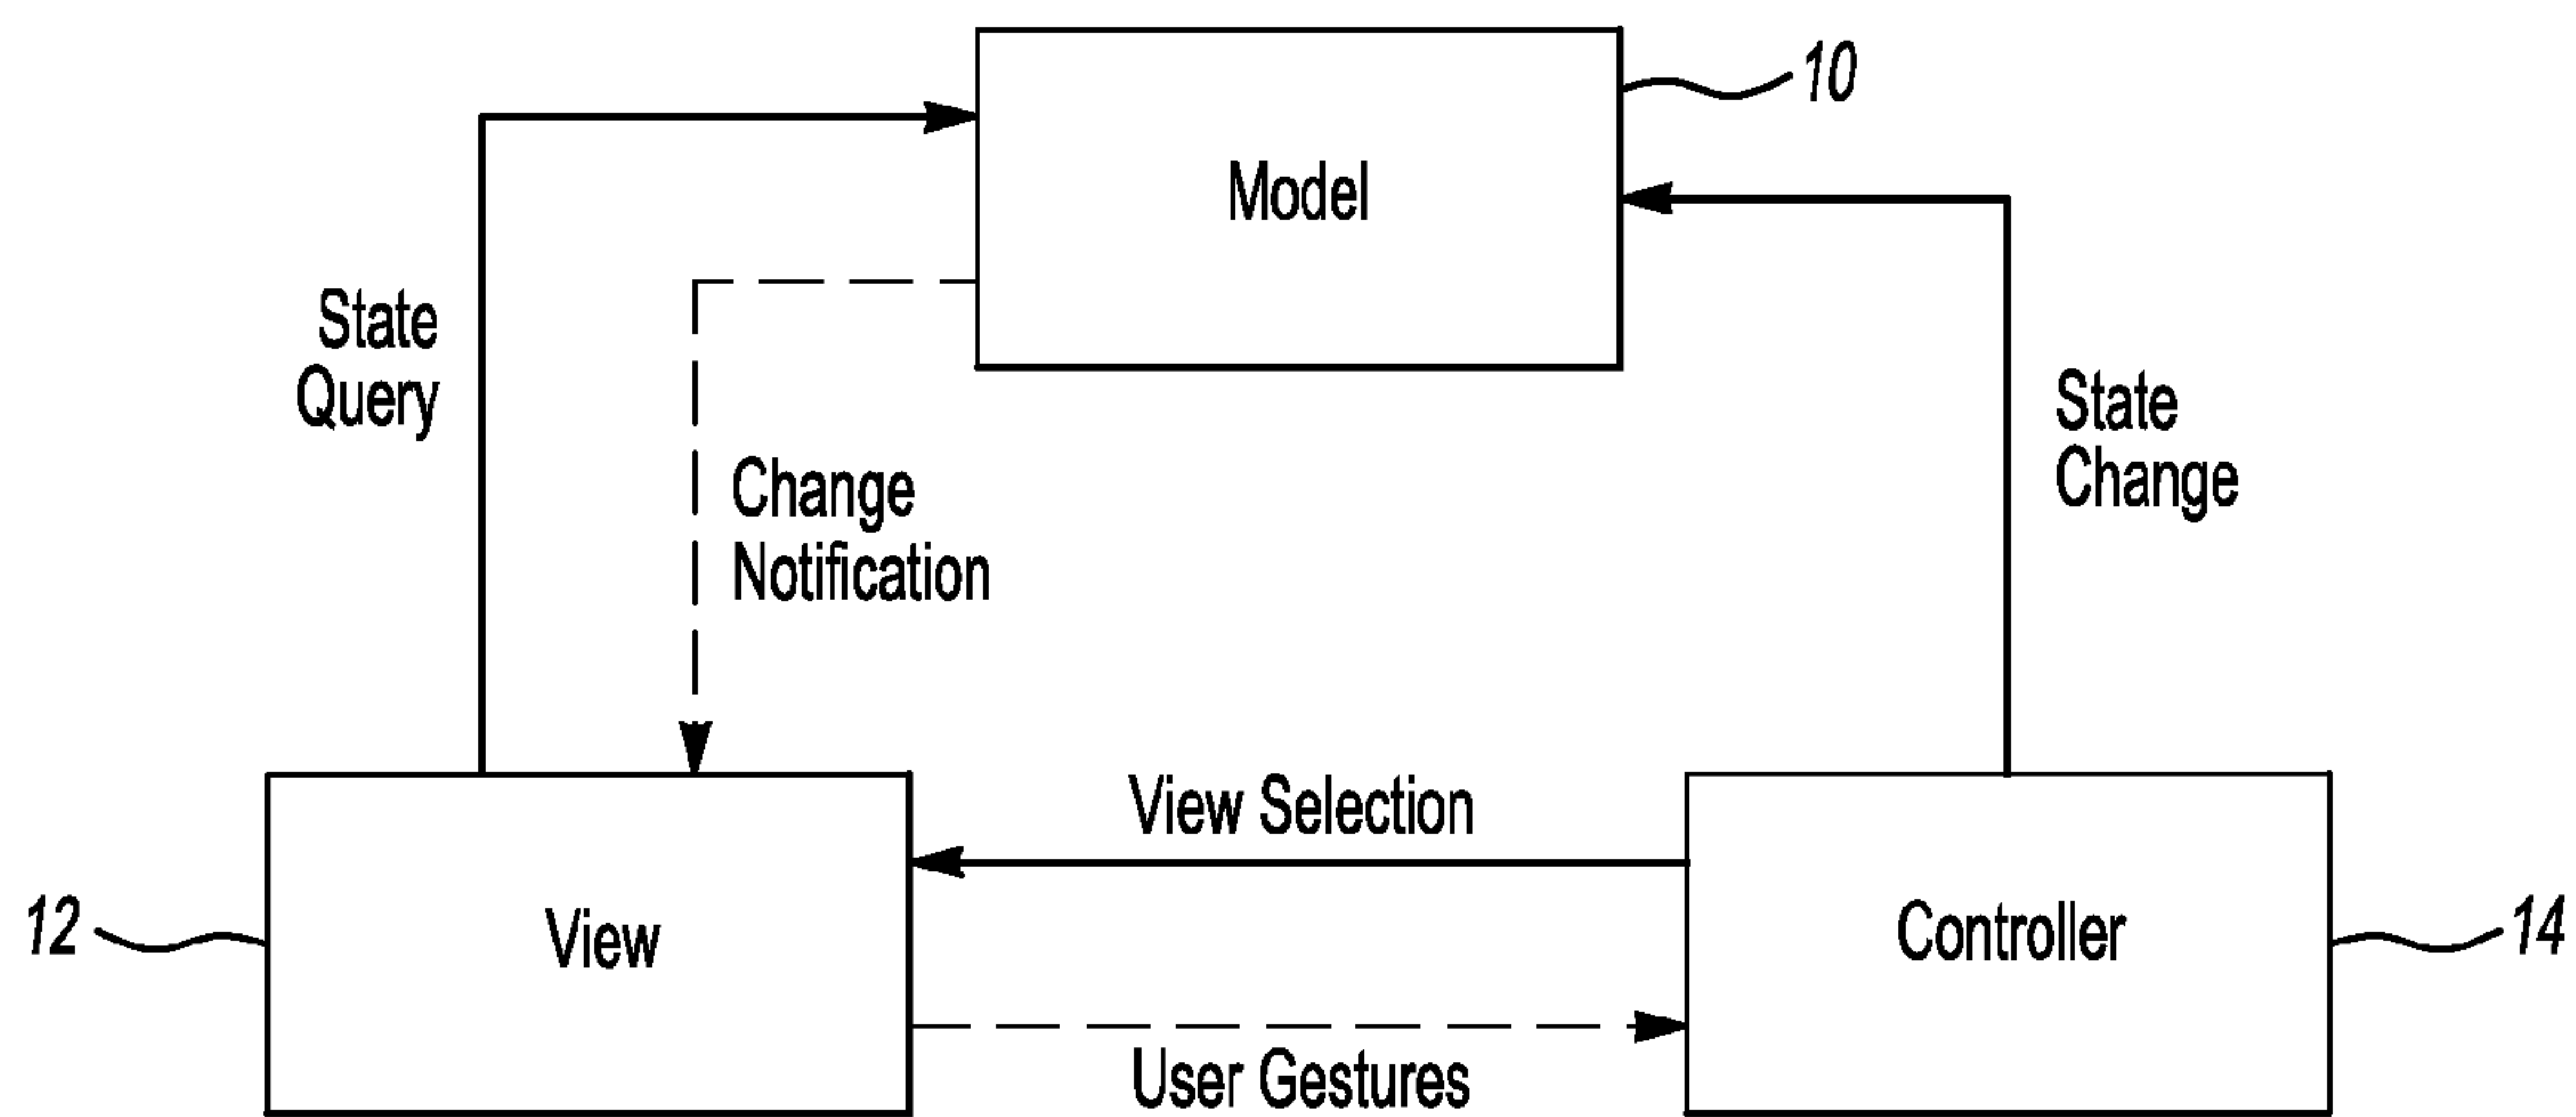 10
Model
State
Query
Change
Notification
State
Change
View Selection
12
View
Controller
14
User Gestures